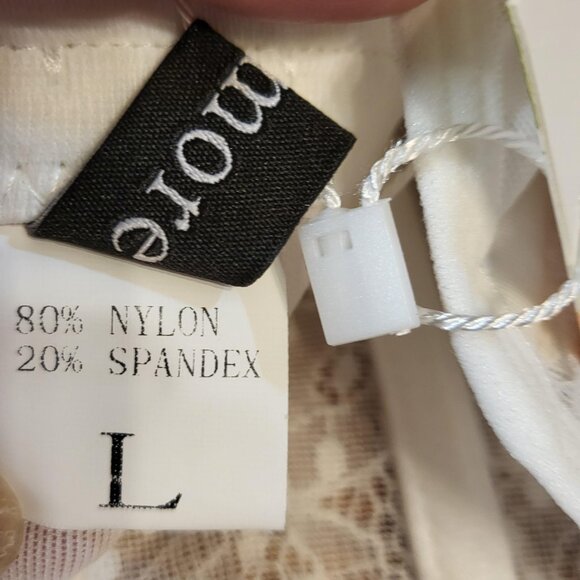 more
80% NYLON
20% SPANDEX
L